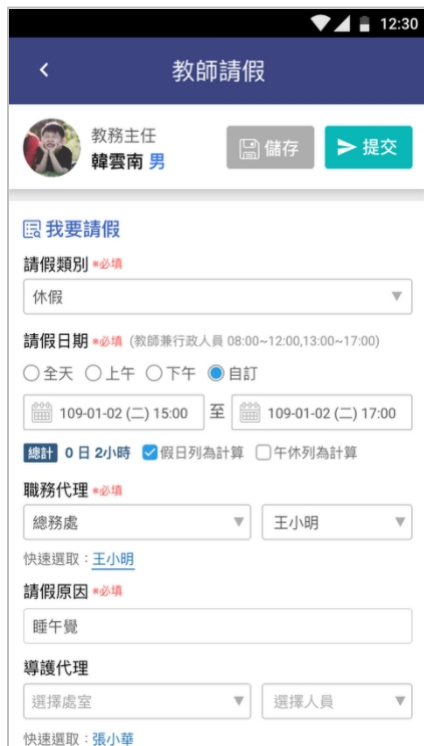 12:30
教師請假
教務主任
韓雲南 男
儲存
提交
我要請假
請假類別 *必填
休假
請假日期 *必填 (教師兼行政人員 08:00~12:00,13:00~17:00)
全天 上午 下午 自訂
109-01-02 (二) 15:00 至 109-01-02 (二) 17:00
總計 0 日 2小時 假日列為計算 午休列為計算
職務代理 *必填
總務處 王小明
快速選取：王小明
請假原因 *必填
睡午覺
導護代理
選擇處室 選擇人員
快速選取：張小華